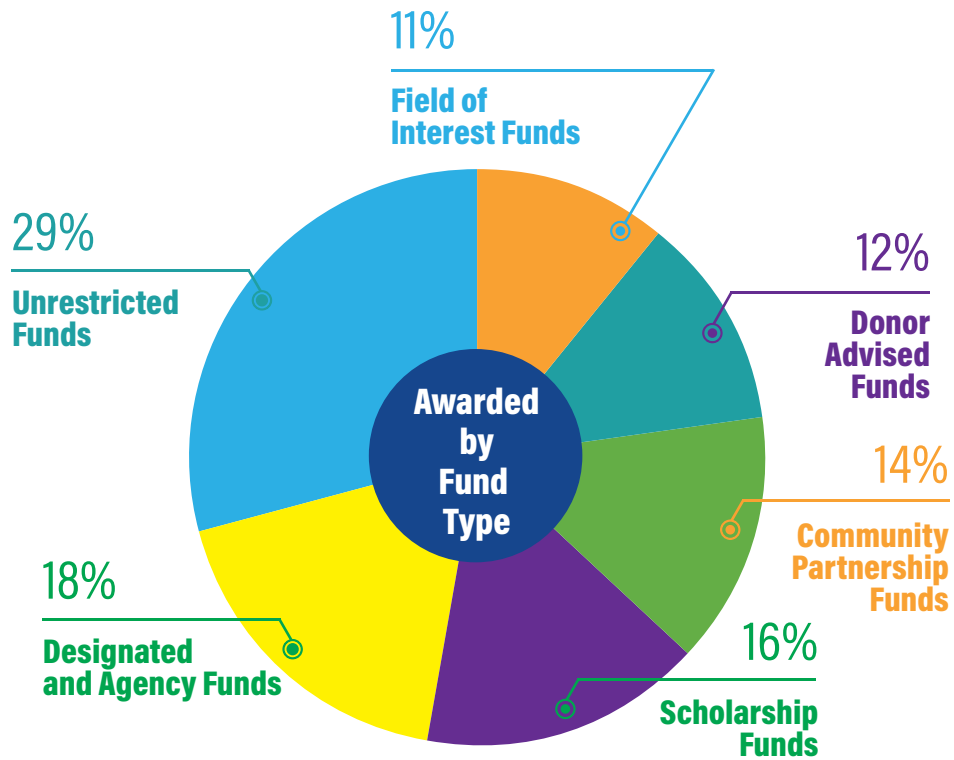 11%
Field of
Interest Funds
29%
Unrestricted
Funds
12%
Donor
Advised
Funds
Awarded
by
Fund
Type
14%
Community
Partnership
Funds
18%
Designated
and Agency Funds
16%
Scholarship
Funds